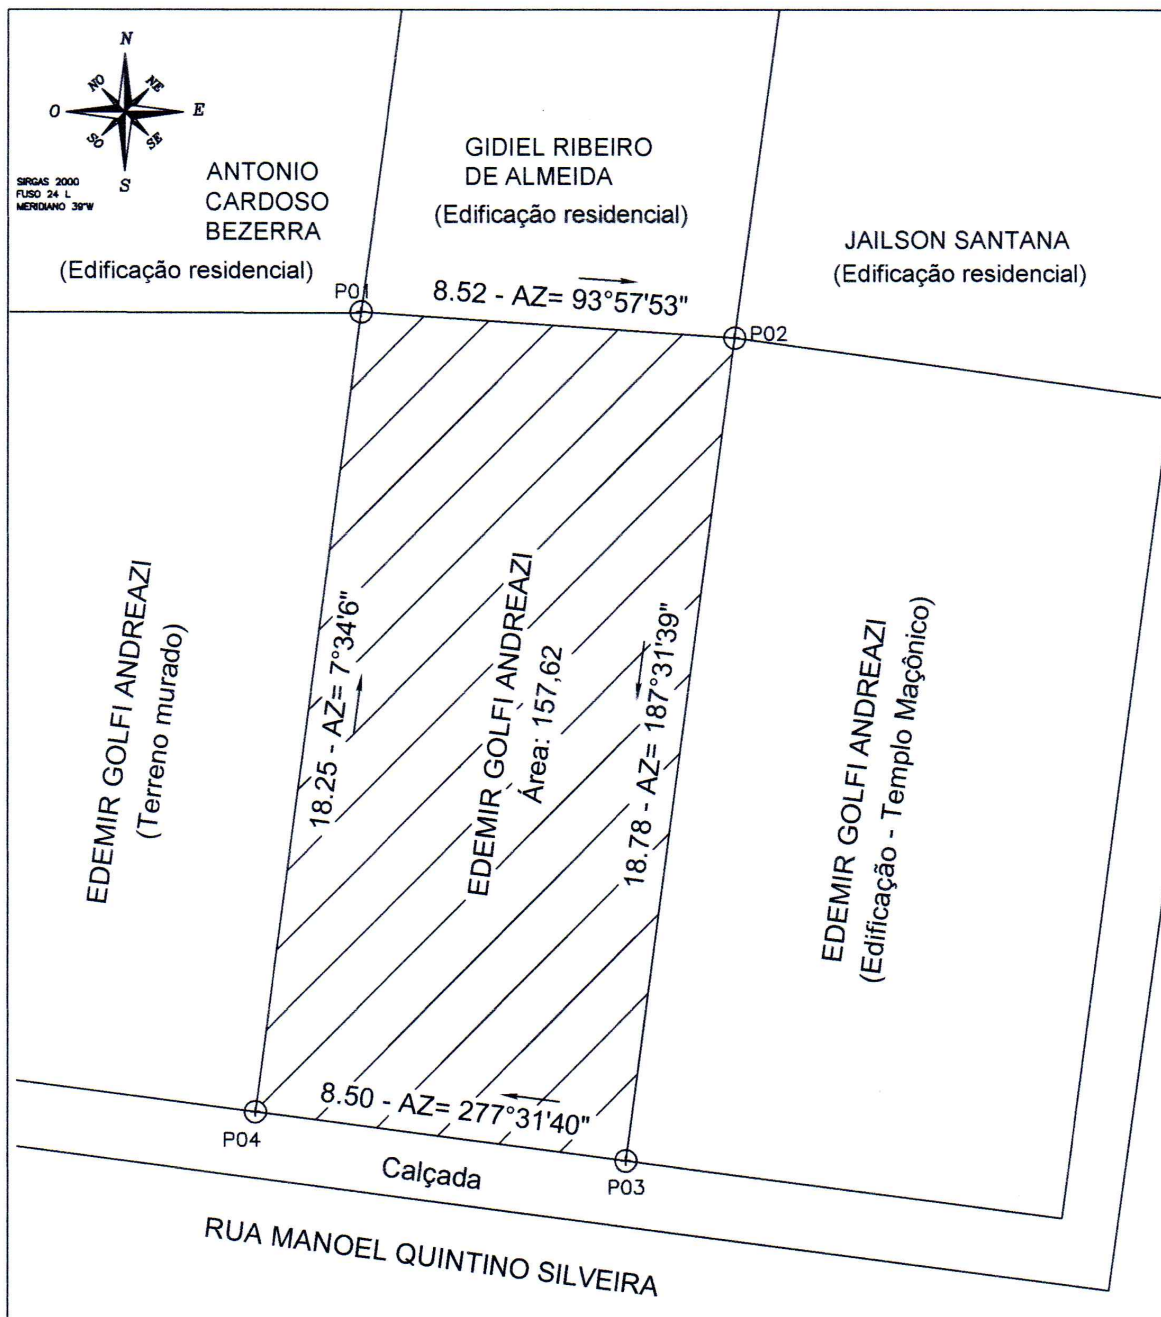 N
NO
NE
O
E
SO
SE
S
SIRGAS 2000
FUSO 24 L
MERIDIANO 39°W
ANTONIO
CARDOSO
BEZERRA
(Edificação residencial)
GIDIEL RIBEIRO
DE ALMEIDA
(Edificação residencial)
JAILSON SANTANA
(Edificação residencial)
P01
8.52 - AZ= 93°57'53"
P02
EDEMIR GOLFI ANDREAZI
(Terreno murado)
18.25 - AZ= 7°34'6"
EDEMIR GOLFI ANDREAZI
Área: 157,62
18.78 - AZ= 187°31'39"
EDEMIR GOLFI ANDREAZI
(Edificação - Templo Maçônico)
8.50 - AZ= 277°31'40"
P04
P03
Calçada
RUA MANOEL QUINTINO SILVEIRA